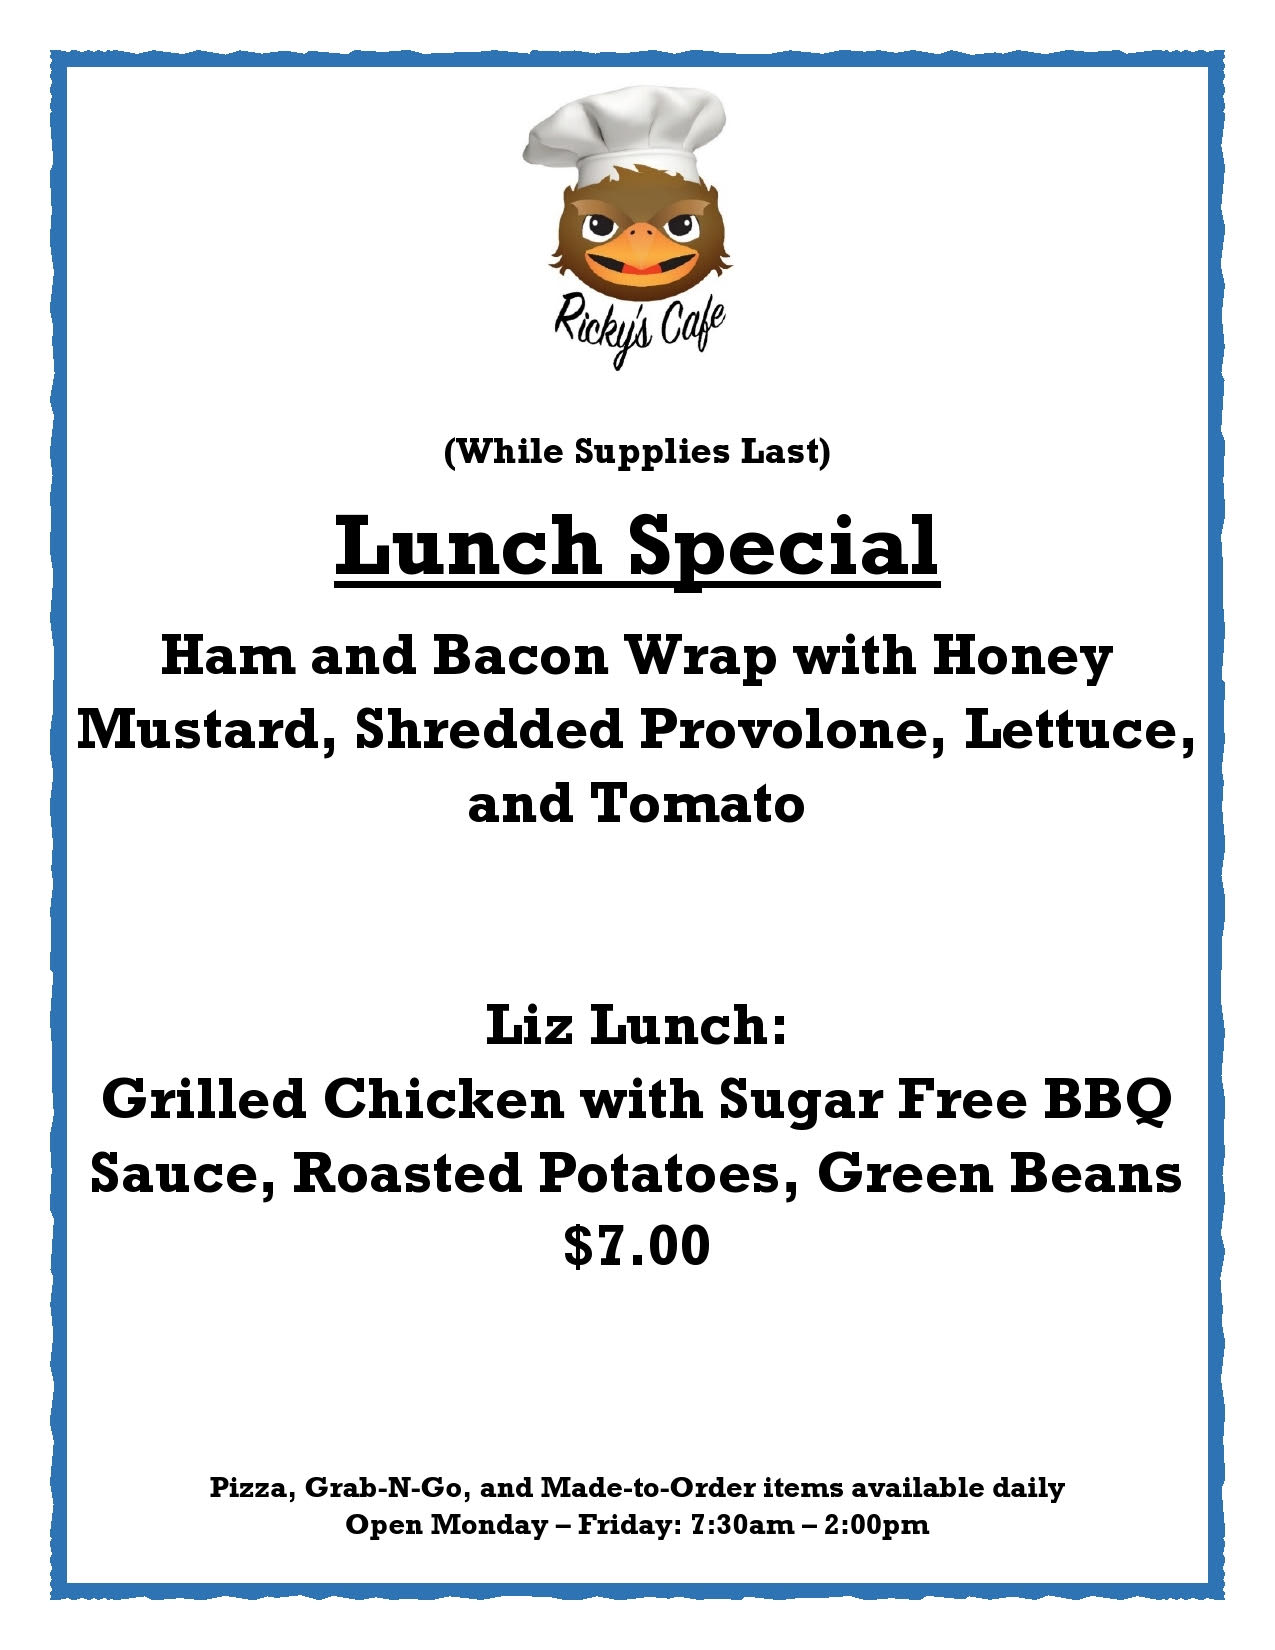 Ricky's Cafe
(While Supplies Last)
Lunch Special
Ham and Bacon Wrap with Honey
Mustard, Shredded Provolone, Lettuce,
and Tomato
Liz Lunch:
Grilled Chicken with Sugar Free BBQ
Sauce, Roasted Potatoes, Green Beans
$7.00
Pizza, Grab-N-Go, and Made-to-Order items available daily
Open Monday – Friday: 7:30am – 2:00pm